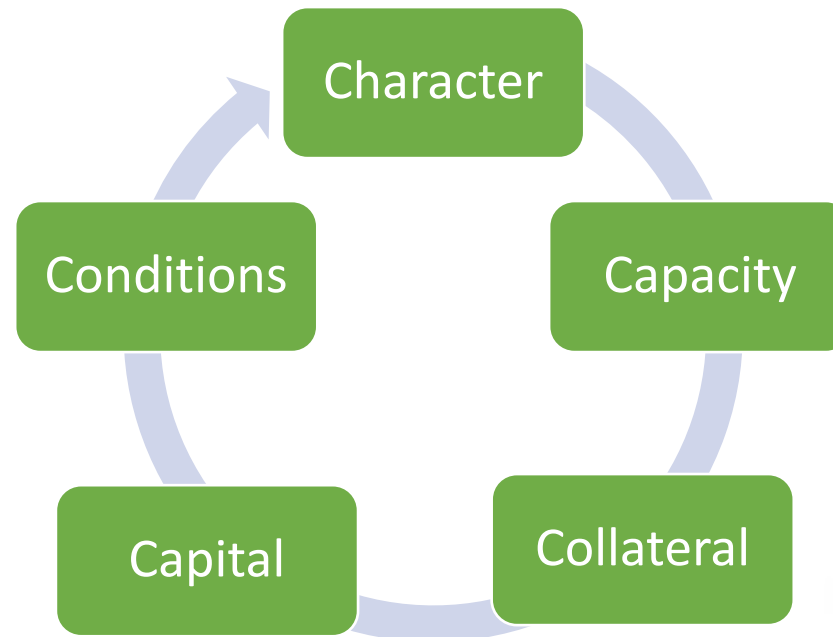 Character
Capacity
Collateral
Capital
Conditions